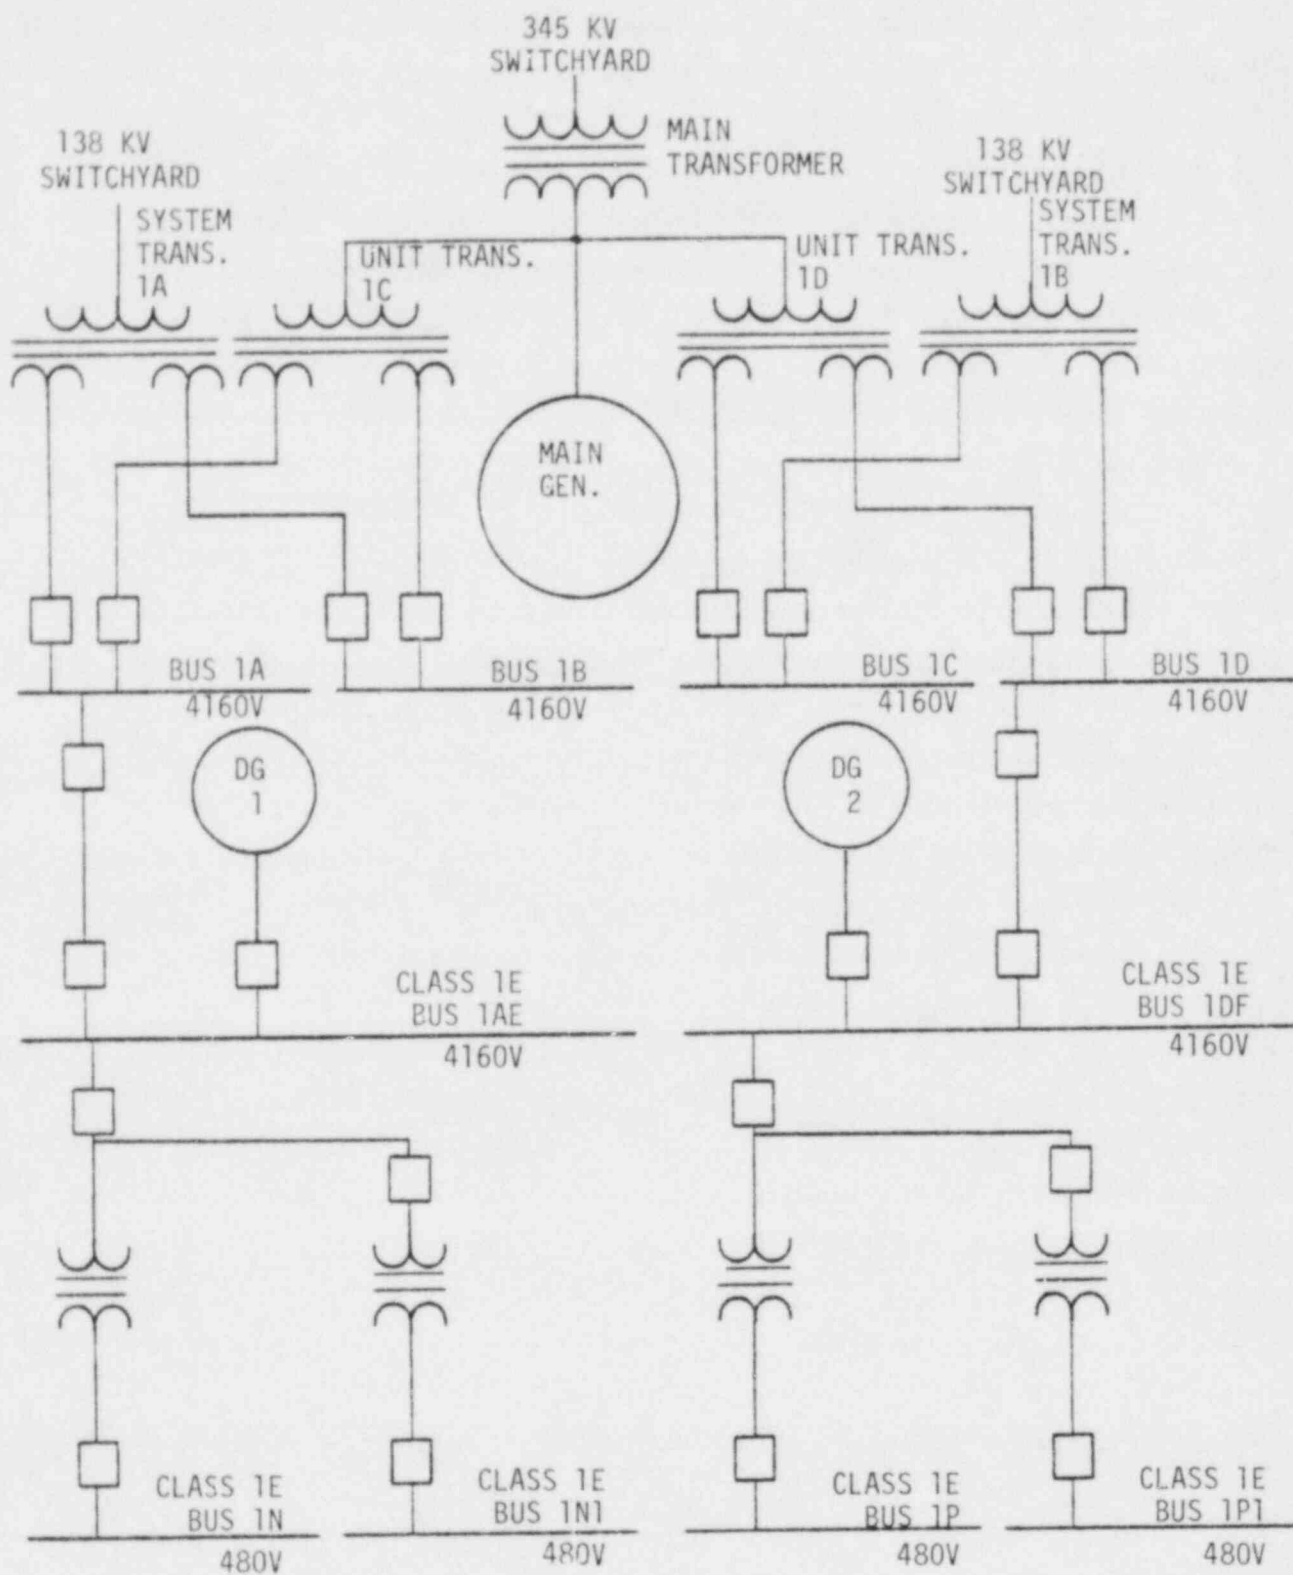 345 KV
SWITCHYARD
MAIN
TRANSFORMER
138 KV
SWITCHYARD
SYSTEM
TRANS.
1A
UNIT TRANS.
1C
UNIT TRANS.
1D
138 KV
SWITCHYARD
SYSTEM
TRANS.
1B
MAIN
GEN.
BUS 1A
4160V
BUS 1B
4160V
BUS 1C
4160V
BUS 1D
4160V
DG
1
DG
2
CLASS 1E
BUS 1AE
4160V
CLASS 1E
BUS 1DF
4160V
CLASS 1E
BUS 1N
480V
CLASS 1E
BUS 1N1
480V
CLASS 1E
BUS 1P
480V
CLASS 1E
BUS 1P1
480V